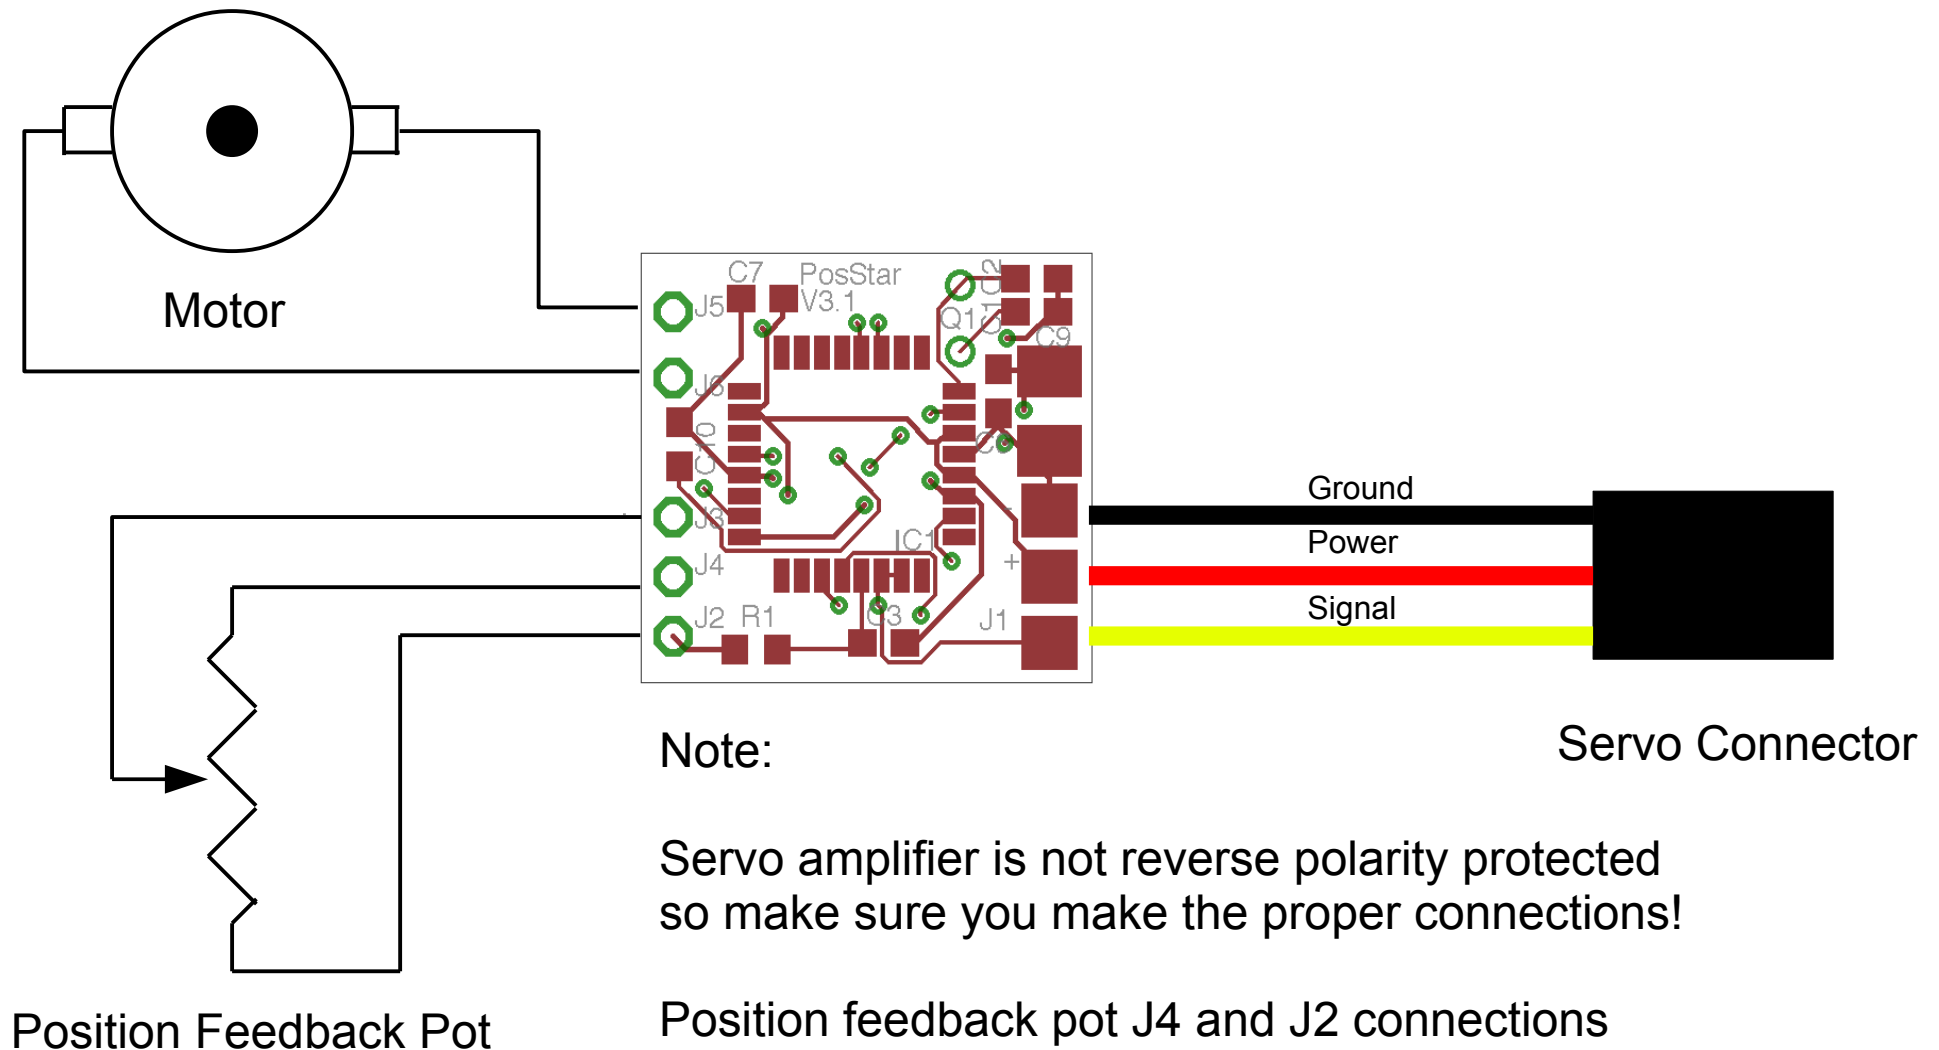 Motor
C7
PosStar
V3.1
C2
C1
Q1
C9
J5
J6
C10
J3
J4
J2
R1
C3
IC1
-
+
J1
Ground
Power
Signal
Servo Connector
Note:
Servo amplifier is not reverse polarity protected
so make sure you make the proper connections!
Position feedback pot J4 and J2 connections
Position Feedback Pot